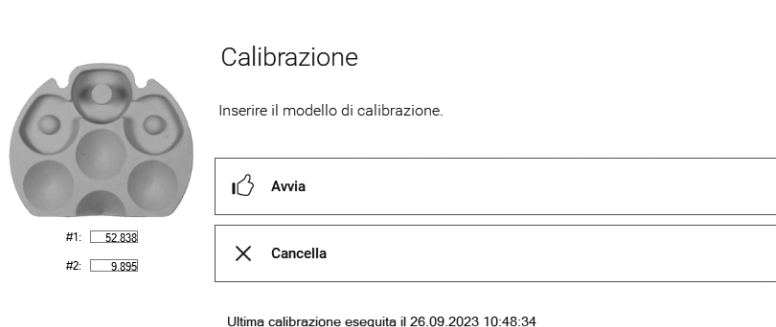 Calibrazione
Inserire il modello di calibrazione.
Avvia
#1: 52.838
Cancella
#2: 9.895
Ultima calibrazione eseguita il 26.09.2023 10:48:34